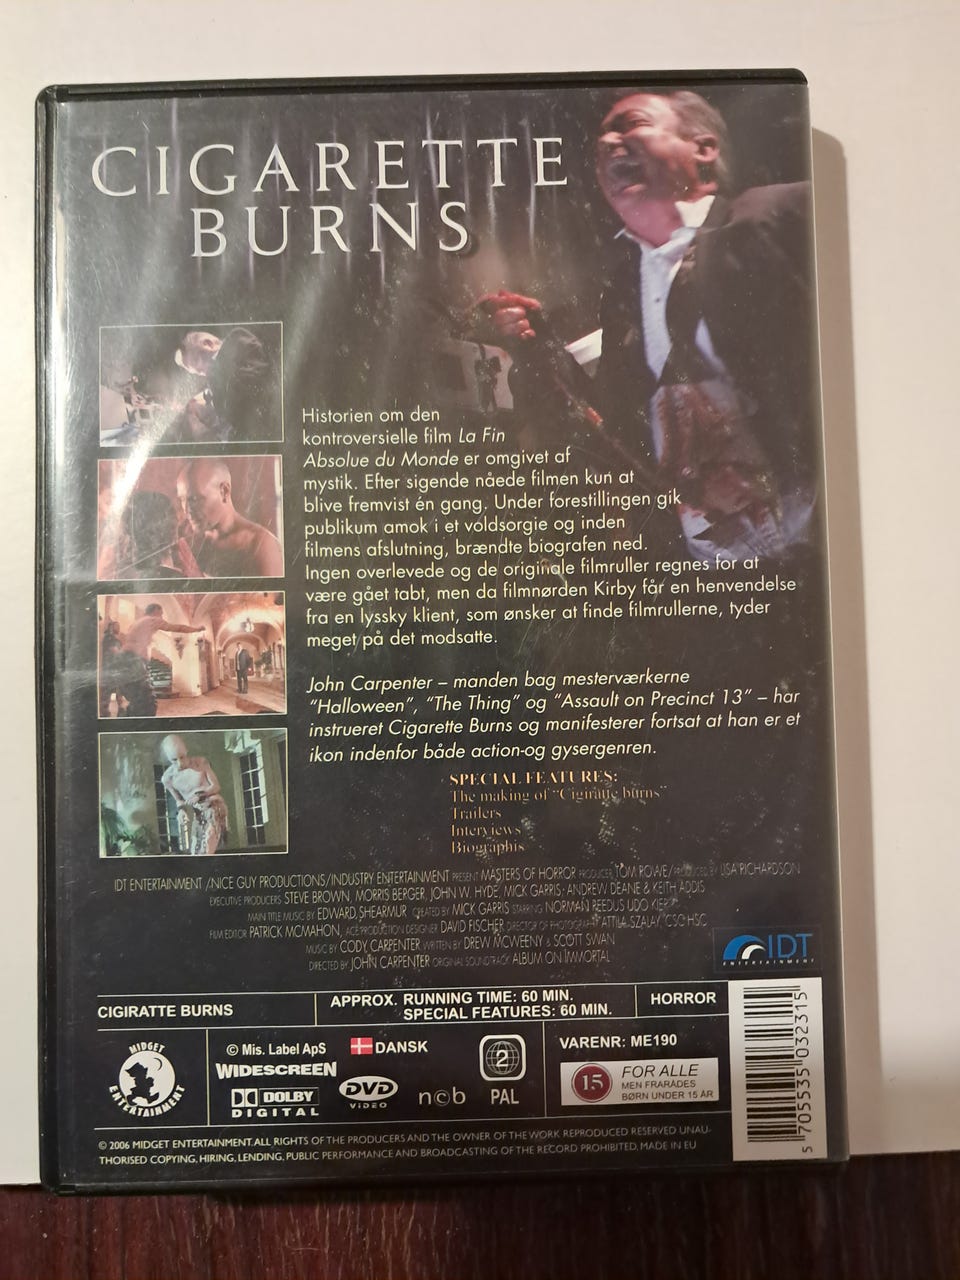 CIGARETTE
BURNS
Historien om den
kontroversielle film La Fin
Absolue du Monde er omgivet af
mystik. Efter sigende nåede filmen kun at
blive fremvist én gang. Under forestillingen gik
publikum amok i et voldsorgie og inden
filmens afslutning, brændte biografen ned.
Ingen overlevede og de originale filmruller regnes for at
være gået tabt, men da filmnørden Kirby får en henvendelse
fra en lyssky klient, som ønsker at finde filmrullerne, tyder
meget på det modsatte.
John Carpenter – manden bag mesterværkerne
“Halloween”, “The Thing” og “Assault on Precinct 13” – har
instrueret Cigarette Burns og manifesterer fortsat at han er et
ikon indenfor både action-og gysergenren.
SPECIAL FEATURES:
The making of “Cigiratte burns”
Trailers
Interviews
Biographis
IDT ENTERTAINMENT /NICE GUY PRODUCTIONS/INDUSTRY ENTERTAINMENT PRESENT MASTERS OF HORROR PRODUCER TOM ROWE/ PRODUCED BY LISA RICHARDSON
EXECUTIVE PRODUCERS STEVE BROWN, MORRIS BERGER, JOHN W. HYDE, MICK GARRIS, ANDREW DEANE & KEITH ADDIS
MAIN TITLE MUSIC BY EDWARD SHEARMUR CREATED BY MICK GARRIS STARRING NORMAN REEDUS UDO KIER
FILM EDITOR PATRICK MCMAHON, ACE PRODUCTION DESIGNER DAVID FISCHER DIRECTOR OF PHOTOGRAPHY ATTILA SZALAY, CSC HSC
MUSIC BY CODY CARPENTER WRITTEN BY DREW MCWEENY & SCOTT SWAN
DIRECTED BY JOHN CARPENTER ORIGINAL SOUNDTRACK ALBUM ON IMMORTAL
IDT
ENTERTAINMENT
CIGIRATTE BURNS
APPROX. RUNNING TIME: 60 MIN.
SPECIAL FEATURES: 60 MIN.
HORROR
MIDGET
ENTERTAINMENT
© Mis. Label ApS
WIDESCREEN
DOLBY
DIGITAL
DANSK
DVD
VIDEO
ncb
2
PAL
VARENR: ME190
15
FOR ALLE
MEN FRARÅDES
BØRN UNDER 15 ÅR
5 705535 032315
© 2006 MIDGET ENTERTAINMENT. ALL RIGHTS OF THE PRODUCERS AND THE OWNER OF THE WORK REPRODUCED RESERVED UNAU-
THORISED COPYING, HIRING, LENDING, PUBLIC PERFORMANCE AND BROADCASTING OF THE RECORD PROHIBITED. MADE IN EU